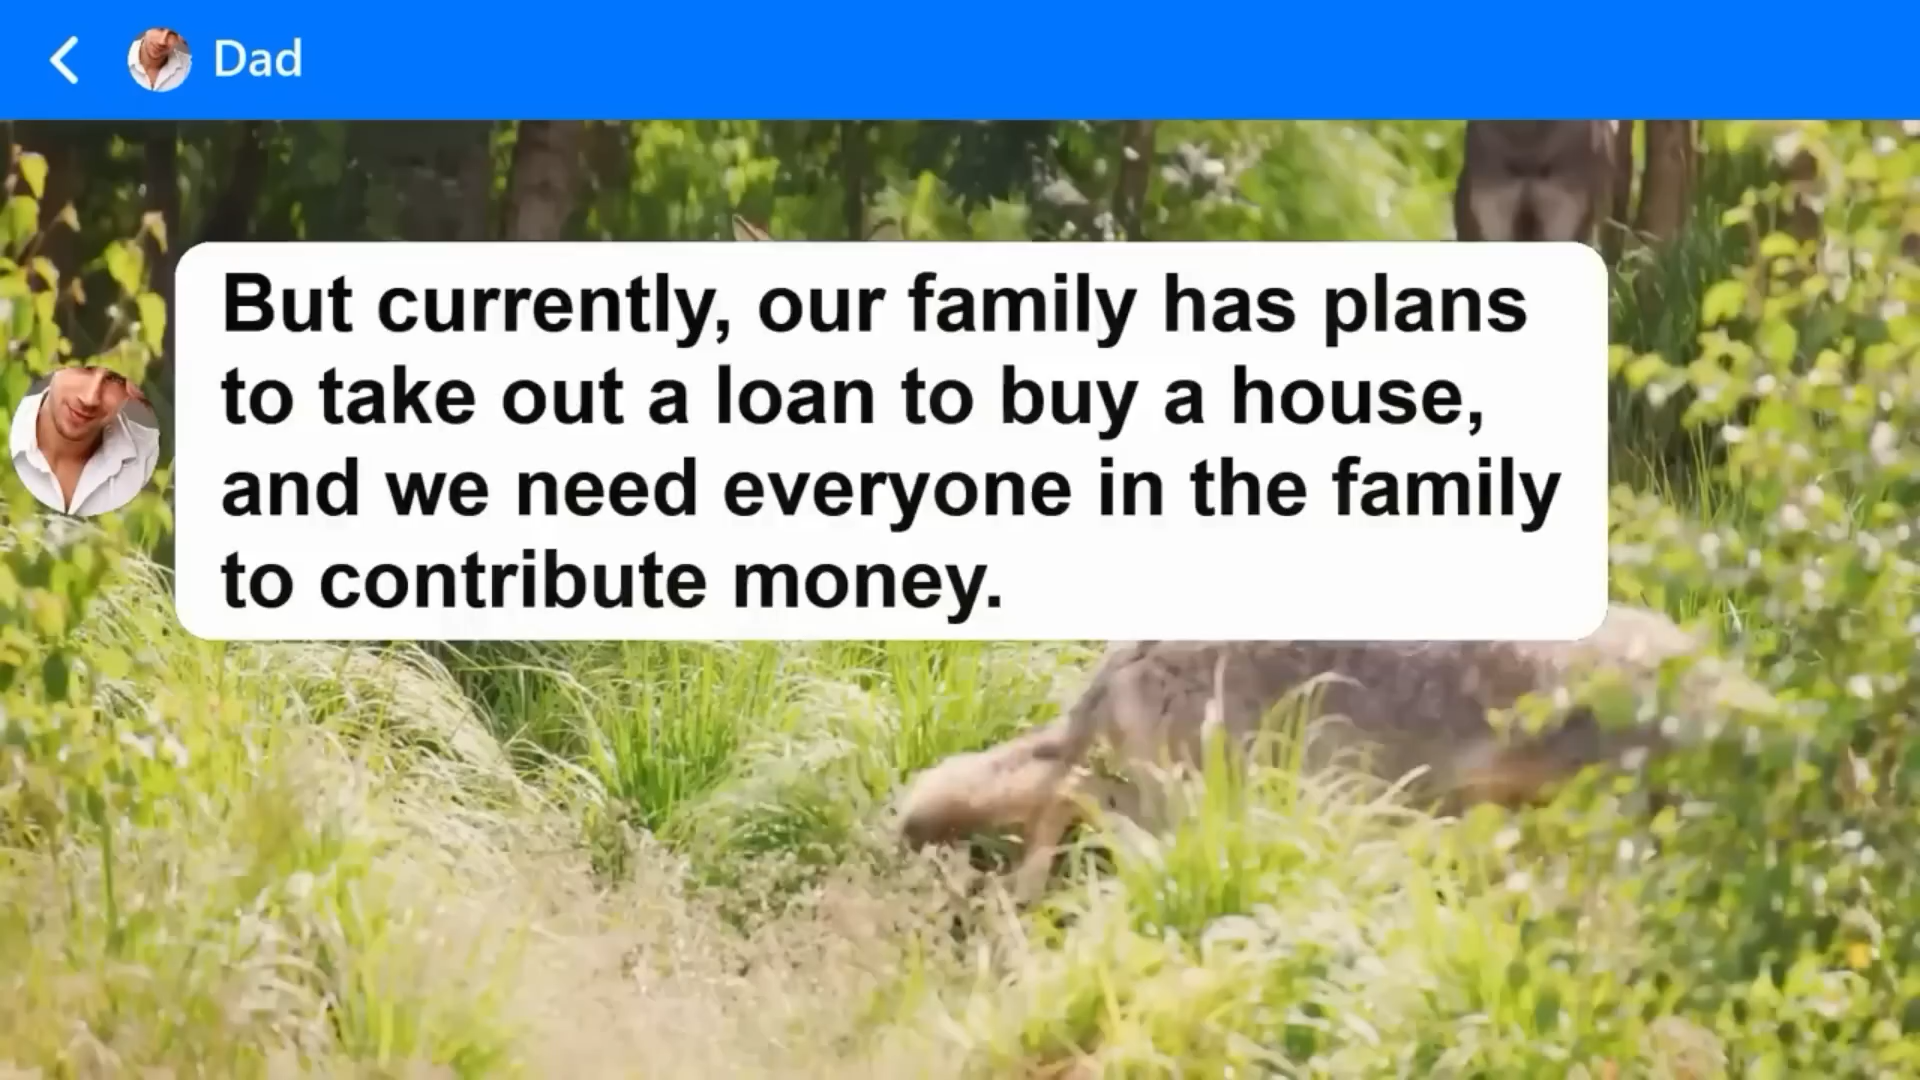 Dad
But currently, our family has plans
to take out a loan to buy a house,
and we need everyone in the family
to contribute money.